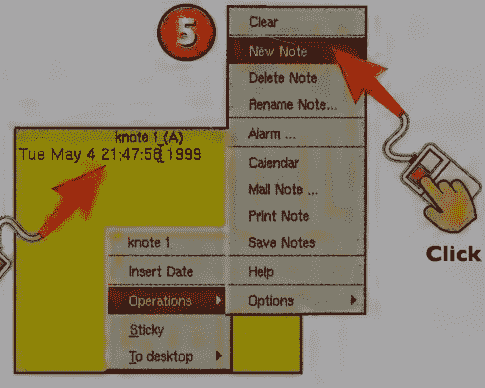 5
Clear
New Note
Delete Note
Rename Note...
Alarm ...
Calendar
Mail Note ...
Print Note
Save Notes
Help
Options
knote 1 (A)
Tue May 4 21:47:56 1999
knote 1
Insert Date
Operations
Sticky
To desktop
Click